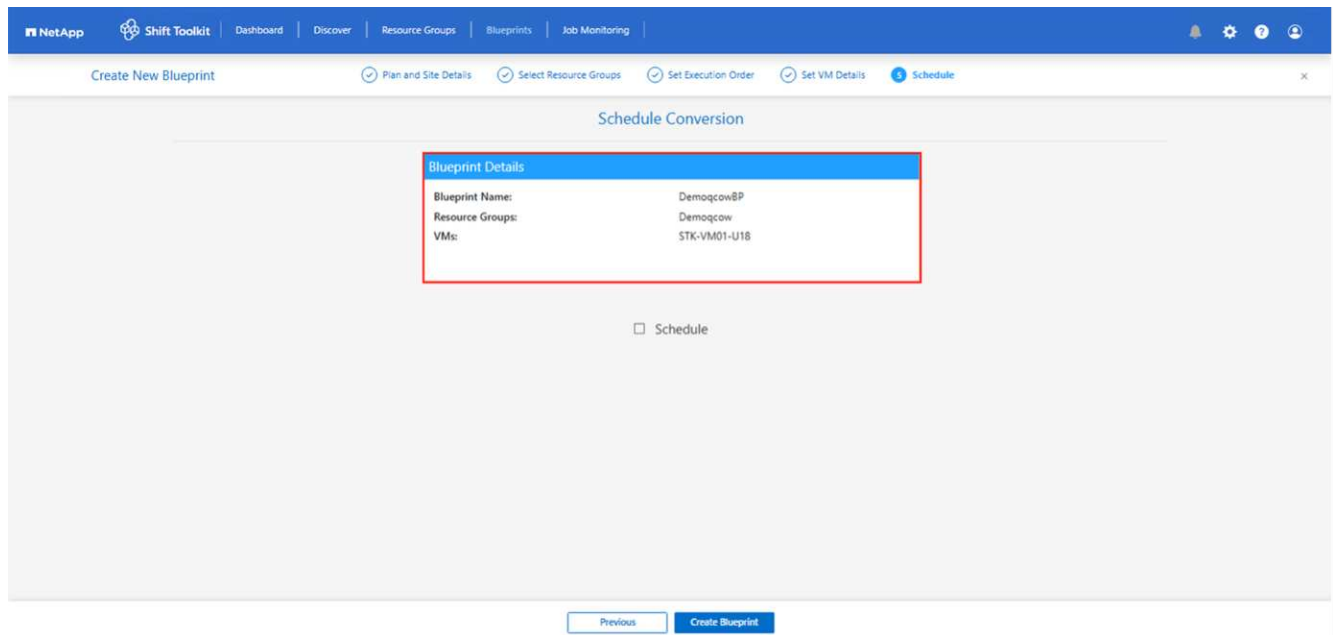 NetApp Shift Toolkit Dashboard Discover Resource Groups Blueprints Job Monitoring
Create New Blueprint Plan and Site Details Select Resource Groups Set Execution Order Set VM Details 5 Schedule
Schedule Conversion
Blueprint Details
Blueprint Name: DemoqcowBP
Resource Groups: Demoqcow
VMs: STK-VM01-U18
Schedule
Previous Create Blueprint